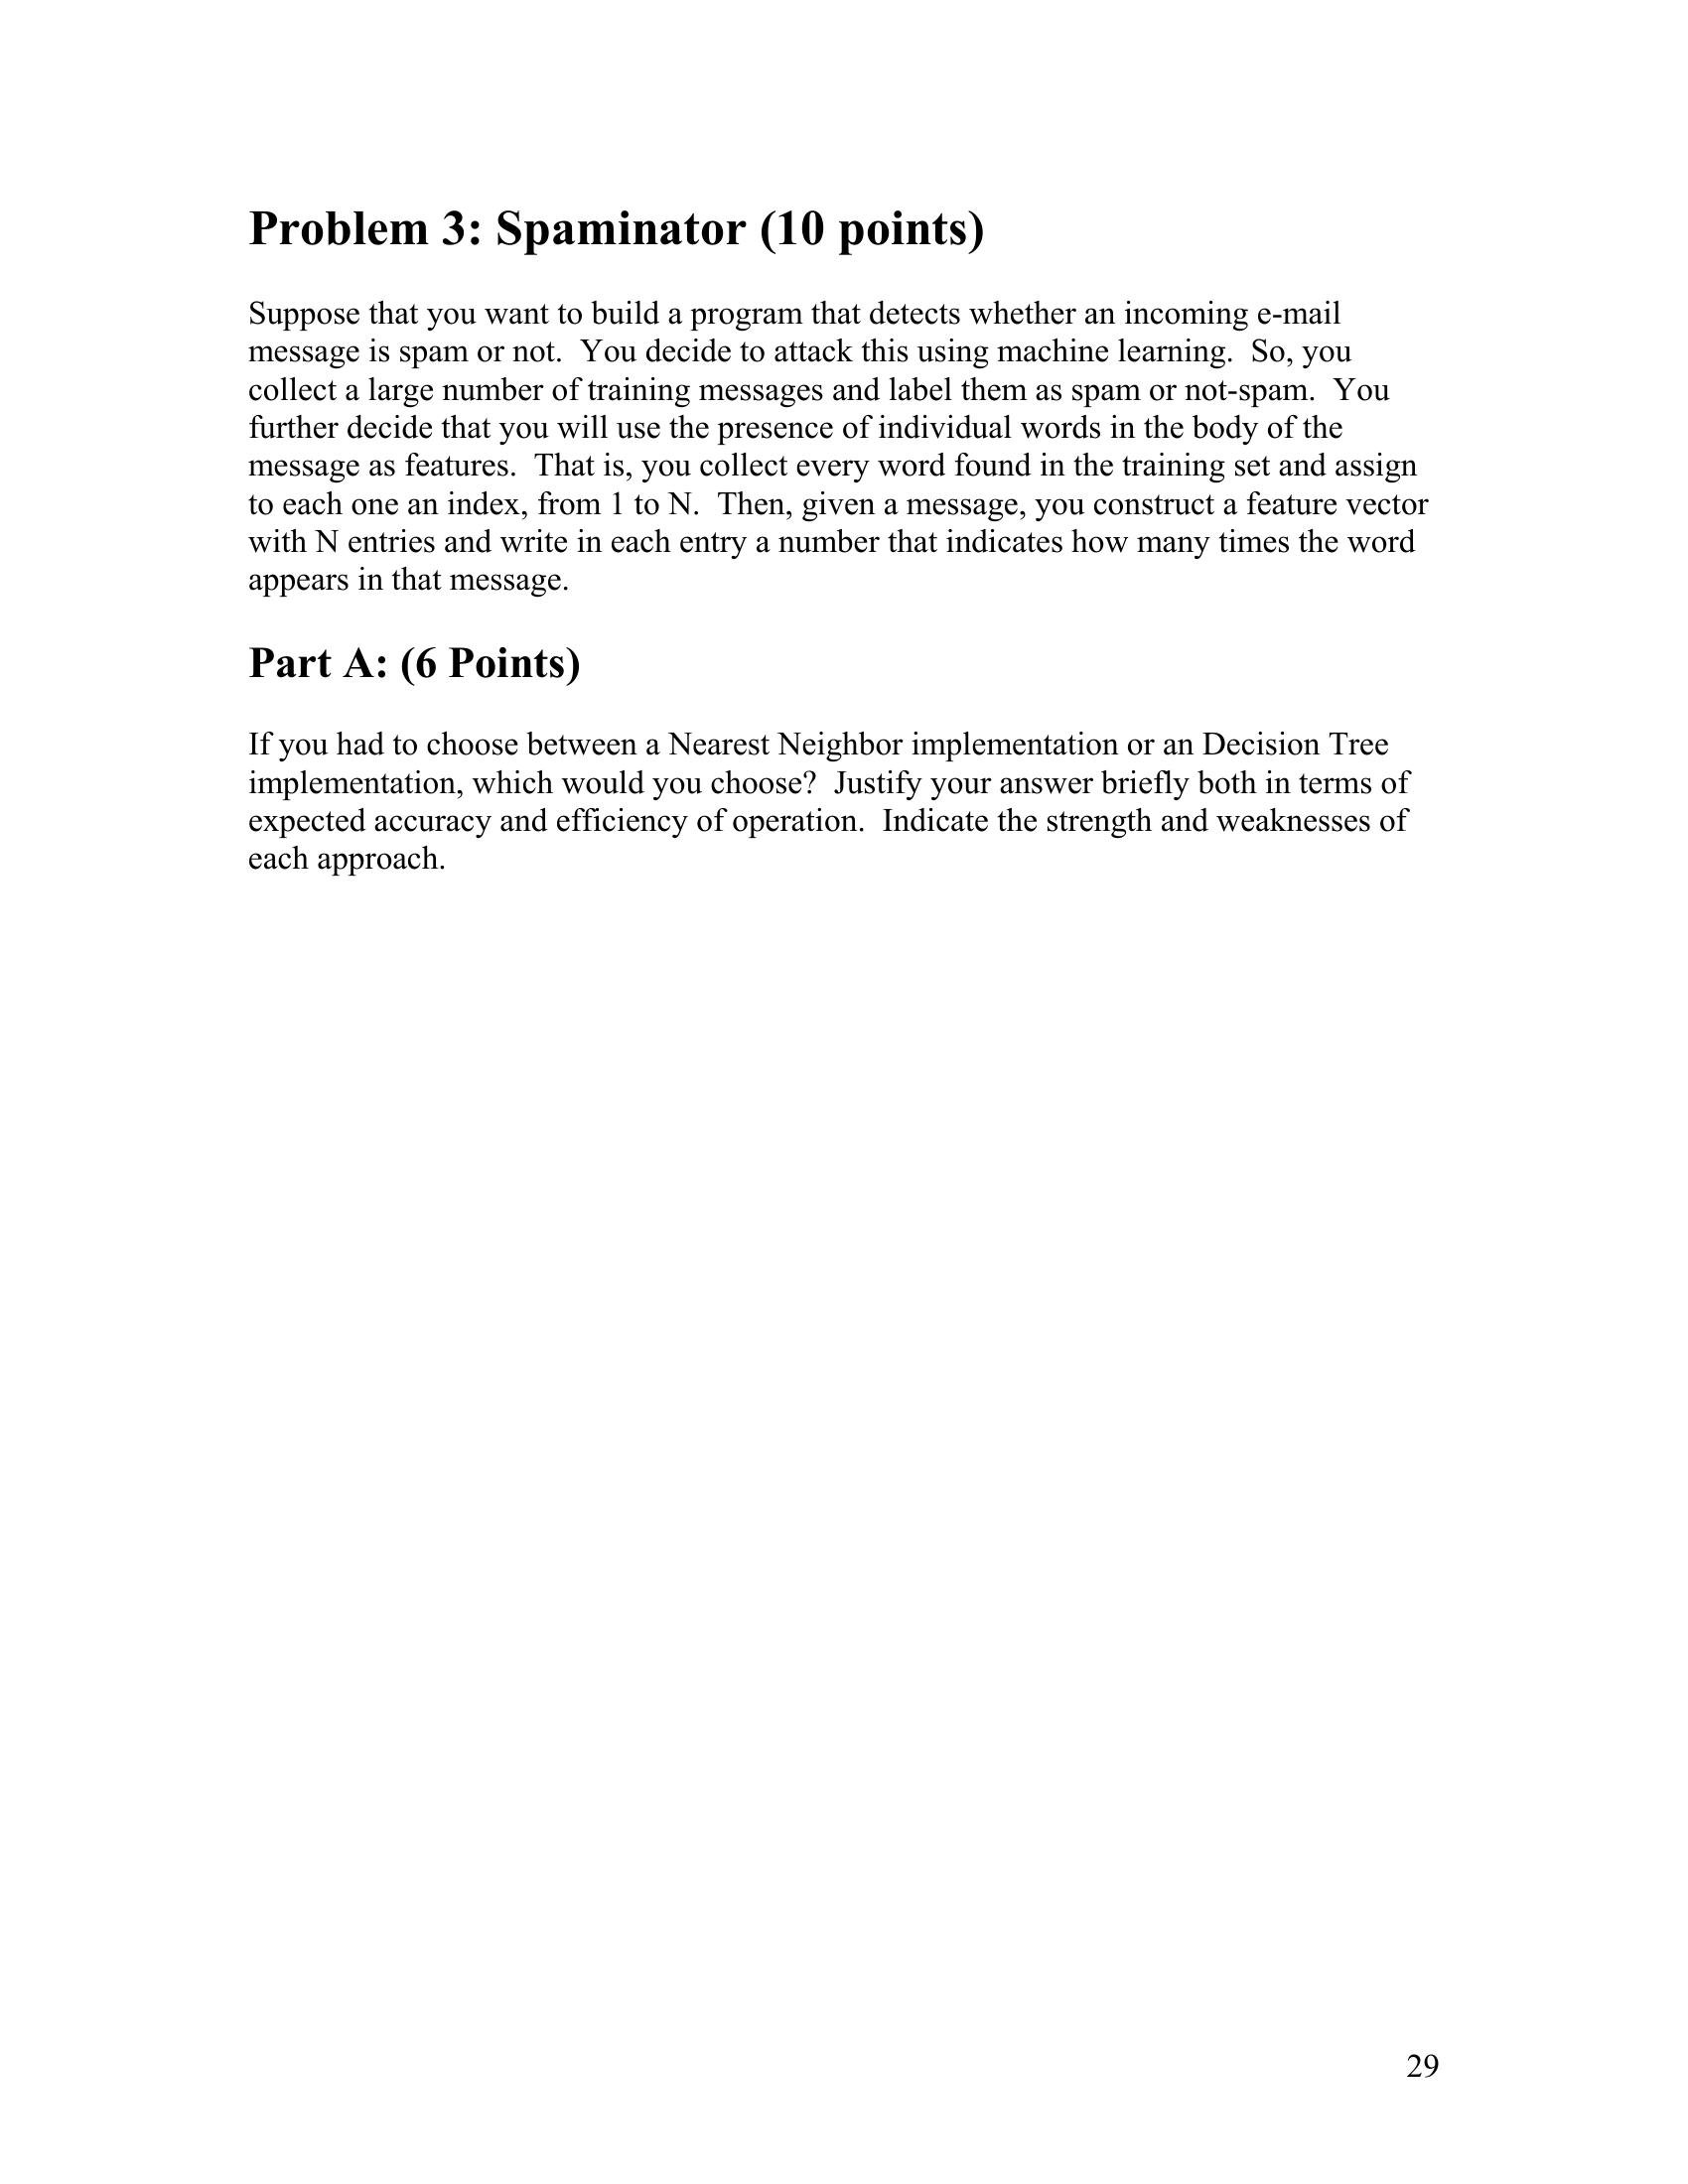 Problem 3: Spaminator (10 points)
Suppose that you want to build a program that detects whether an incoming e-mail
message is spam or not.  You decide to attack this using machine learning.  So, you
collect a large number of training messages and label them as spam or not-spam.  You
further decide that you will use the presence of individual words in the body of the
message as features.  That is, you collect every word found in the training set and assign
to each one an index, from 1 to N.  Then, given a message, you construct a feature vector
with N entries and write in each entry a number that indicates how many times the word
appears in that message.
Part A: (6 Points)
If you had to choose between a Nearest Neighbor implementation or an Decision Tree
implementation, which would you choose?  Justify your answer briefly both in terms of
expected accuracy and efficiency of operation.  Indicate the strength and weaknesses of
each approach.
29